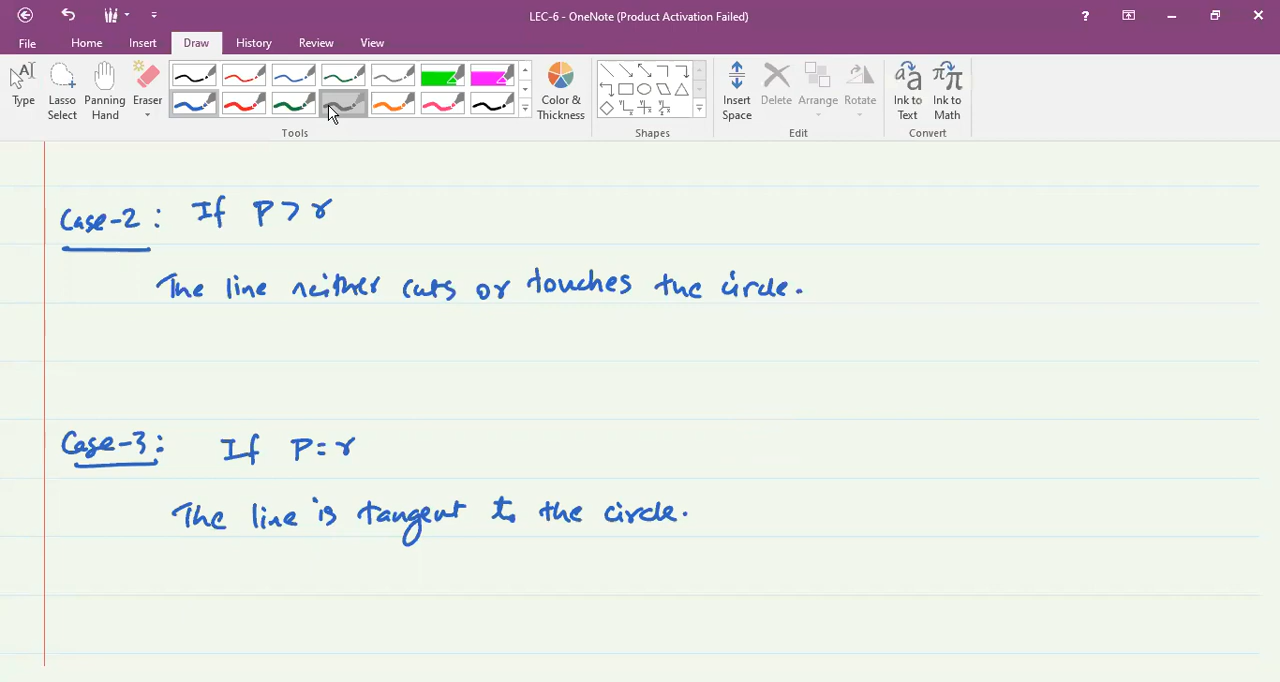 LEC-6 - OneNote (Product Activation Failed)
?
File Home Insert Draw History Review View
Type
Lasso Select
Panning Hand
Eraser
Color & Thickness
Insert Space
Delete
Arrange
Rotate
Ink to Text
Ink to Math
Tools
Shapes
Edit
Convert
Case-2: If P > r
The line neither cuts or touches the circle.
Case-3: If P = r
The line is tangent to the circle.